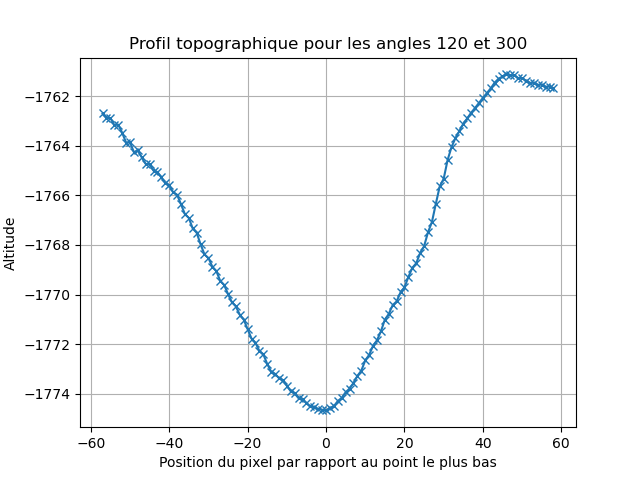 Profil topographique pour les angles 120 et 300
Altitude
−1762
−1764
−1766
−1768
−1770
−1772
−1774
−60 −40 −20 0 20 40 60
Position du pixel par rapport au point le plus bas